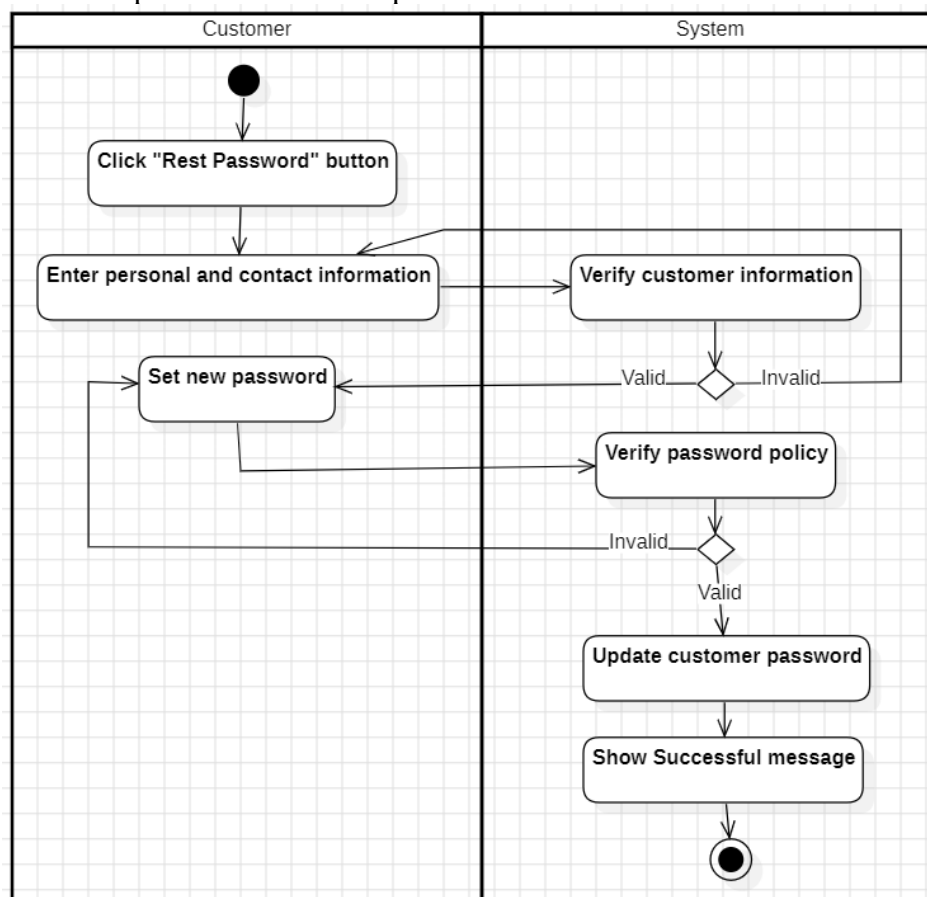 Customer
System
Click "Rest Password" button
Enter personal and contact information
Verify customer information
Valid
Invalid
Set new password
Verify password policy
Invalid
Valid
Update customer password
Show Successful message